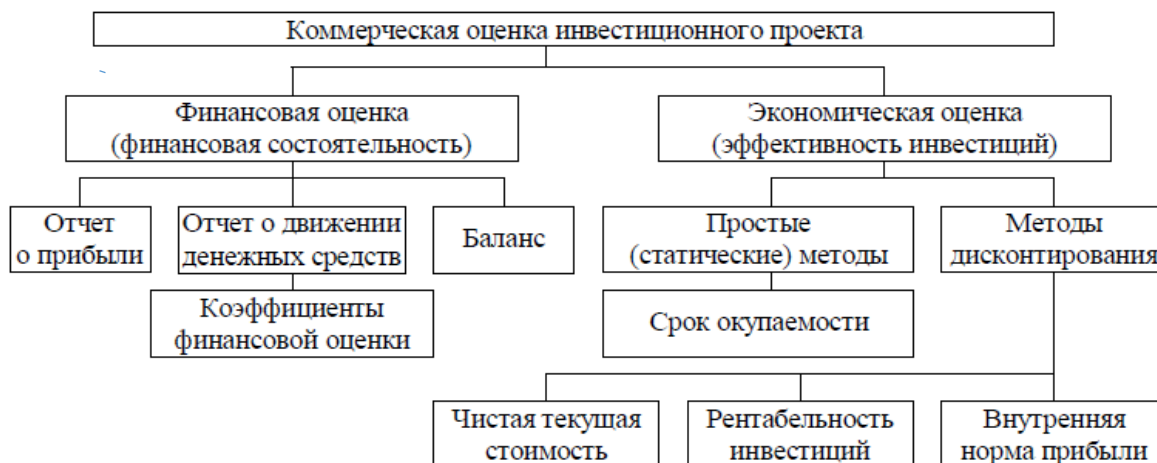 Коммерческая оценка инвестиционного проекта
Финансовая оценка
(финансовая состоятельность)
Экономическая оценка
(эффективность инвестиций)
Отчет
о прибыли
Отчет о движении
денежных средств
Баланс
Простые
(статические) методы
Методы
дисконтирования
Коэффициенты
финансовой оценки
Срок окупаемости
Чистая текущая
стоимость
Рентабельность
инвестиций
Внутренняя
норма прибыли